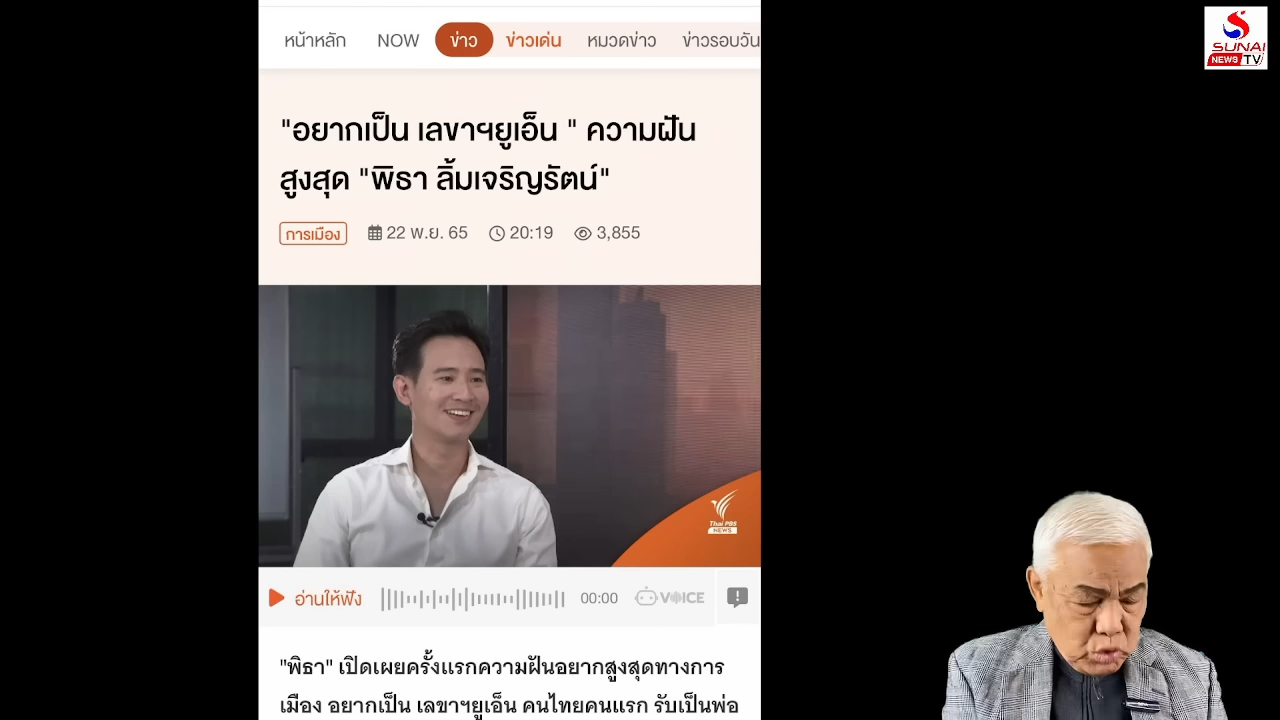 หน้าหลัก NOW ข่าว ข่าวเด่น หมวดข่าว ข่าวรอบวัน
SUNAI
NEWS TV
"อยากเป็น เลขาฯยูเอ็น " ความฝัน
สูงสุด "พิธา ลิ้มเจริญรัตน์"
การเมือง 22 พ.ย. 65 20:19 3,855
Thai PBS
NEWS
อ่านให้ฟัง 00:00 VOICE
"พิธา" เปิดเผยครั้งแรกความฝันอยากสูงสุดทางการ
เมือง อยากเป็น เลขาฯยูเอ็น คนไทยคนแรก รับเป็นพ่อ